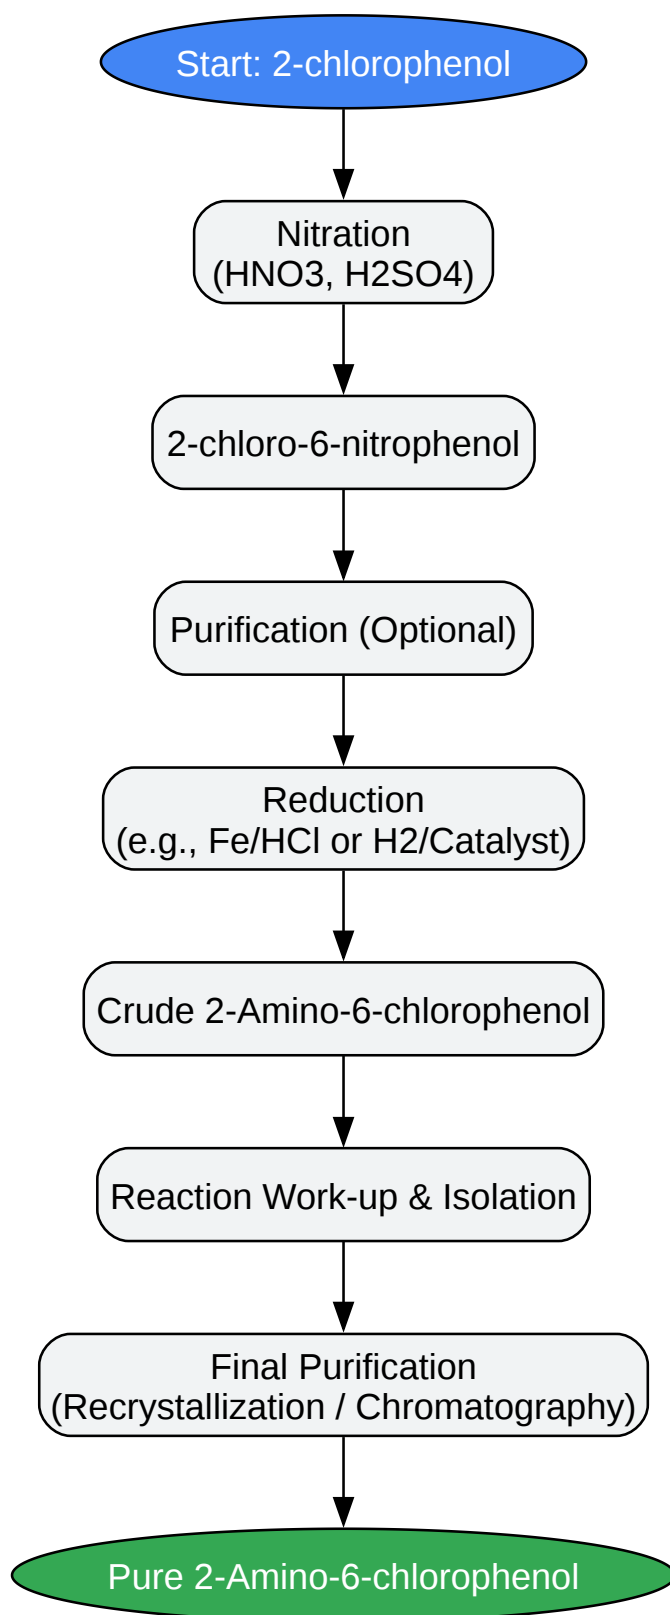 Start: 2-chlorophenol
Nitration
(HNO3, H2SO4)
2-chloro-6-nitrophenol
Purification (Optional)
Reduction
(e.g., Fe/HCl or H2/Catalyst)
Crude 2-Amino-6-chlorophenol
Reaction Work-up & Isolation
Final Purification
(Recrystallization / Chromatography)
Pure 2-Amino-6-chlorophenol